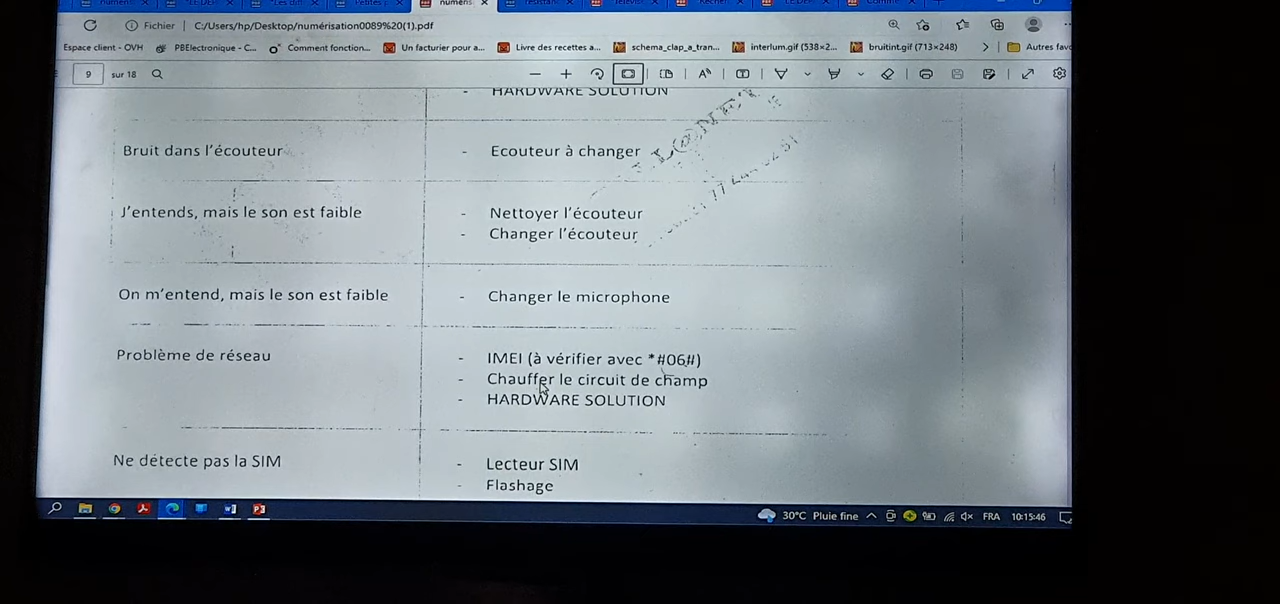 Fichier | C:/Users/hp/Desktop/numérisation0089%20(1).pdf
Espace client - OVH PBElectronique - C... Comment fonction... Un facturier pour a... Livre des recettes a... schema_clap_a_tran... interlum.gif (538×2... bruitint.gif (713×248) Autres favo
9 sur 18
- HARDWARE SOLUTION
Bruit dans l'écouteur - Ecouteur à changer
J'entends, mais le son est faible - Nettoyer l'écouteur
- Changer l'écouteur
On m'entend, mais le son est faible - Changer le microphone
Problème de réseau - IMEI (à vérifier avec *#06#)
- Chauffer le circuit de champ
- HARDWARE SOLUTION
Ne détecte pas la SIM - Lecteur SIM
- Flashage
30°C Pluie fine FRA 10:15:46